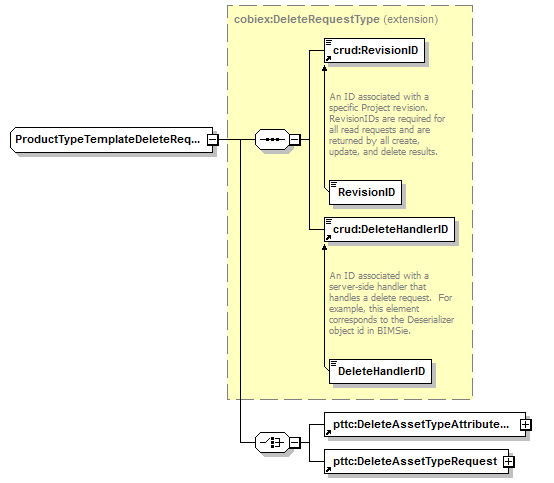 cobiex:DeleteRequestType (extension)
crud:RevisionID
An ID associated with a
specific Project revision.
RevisionIDs are required for
all read requests and are
returned by all create,
update, and delete results.
ProductTypeTemplateDeleteReq...
RevisionID
crud:DeleteHandlerID
An ID associated with a
server-side handler that
handles a delete request.  For
example, this element
corresponds to the Deserializer
object id in BIMSie.
DeleteHandlerID
pttc:DeleteAssetTypeAttribute...
pttc:DeleteAssetTypeRequest